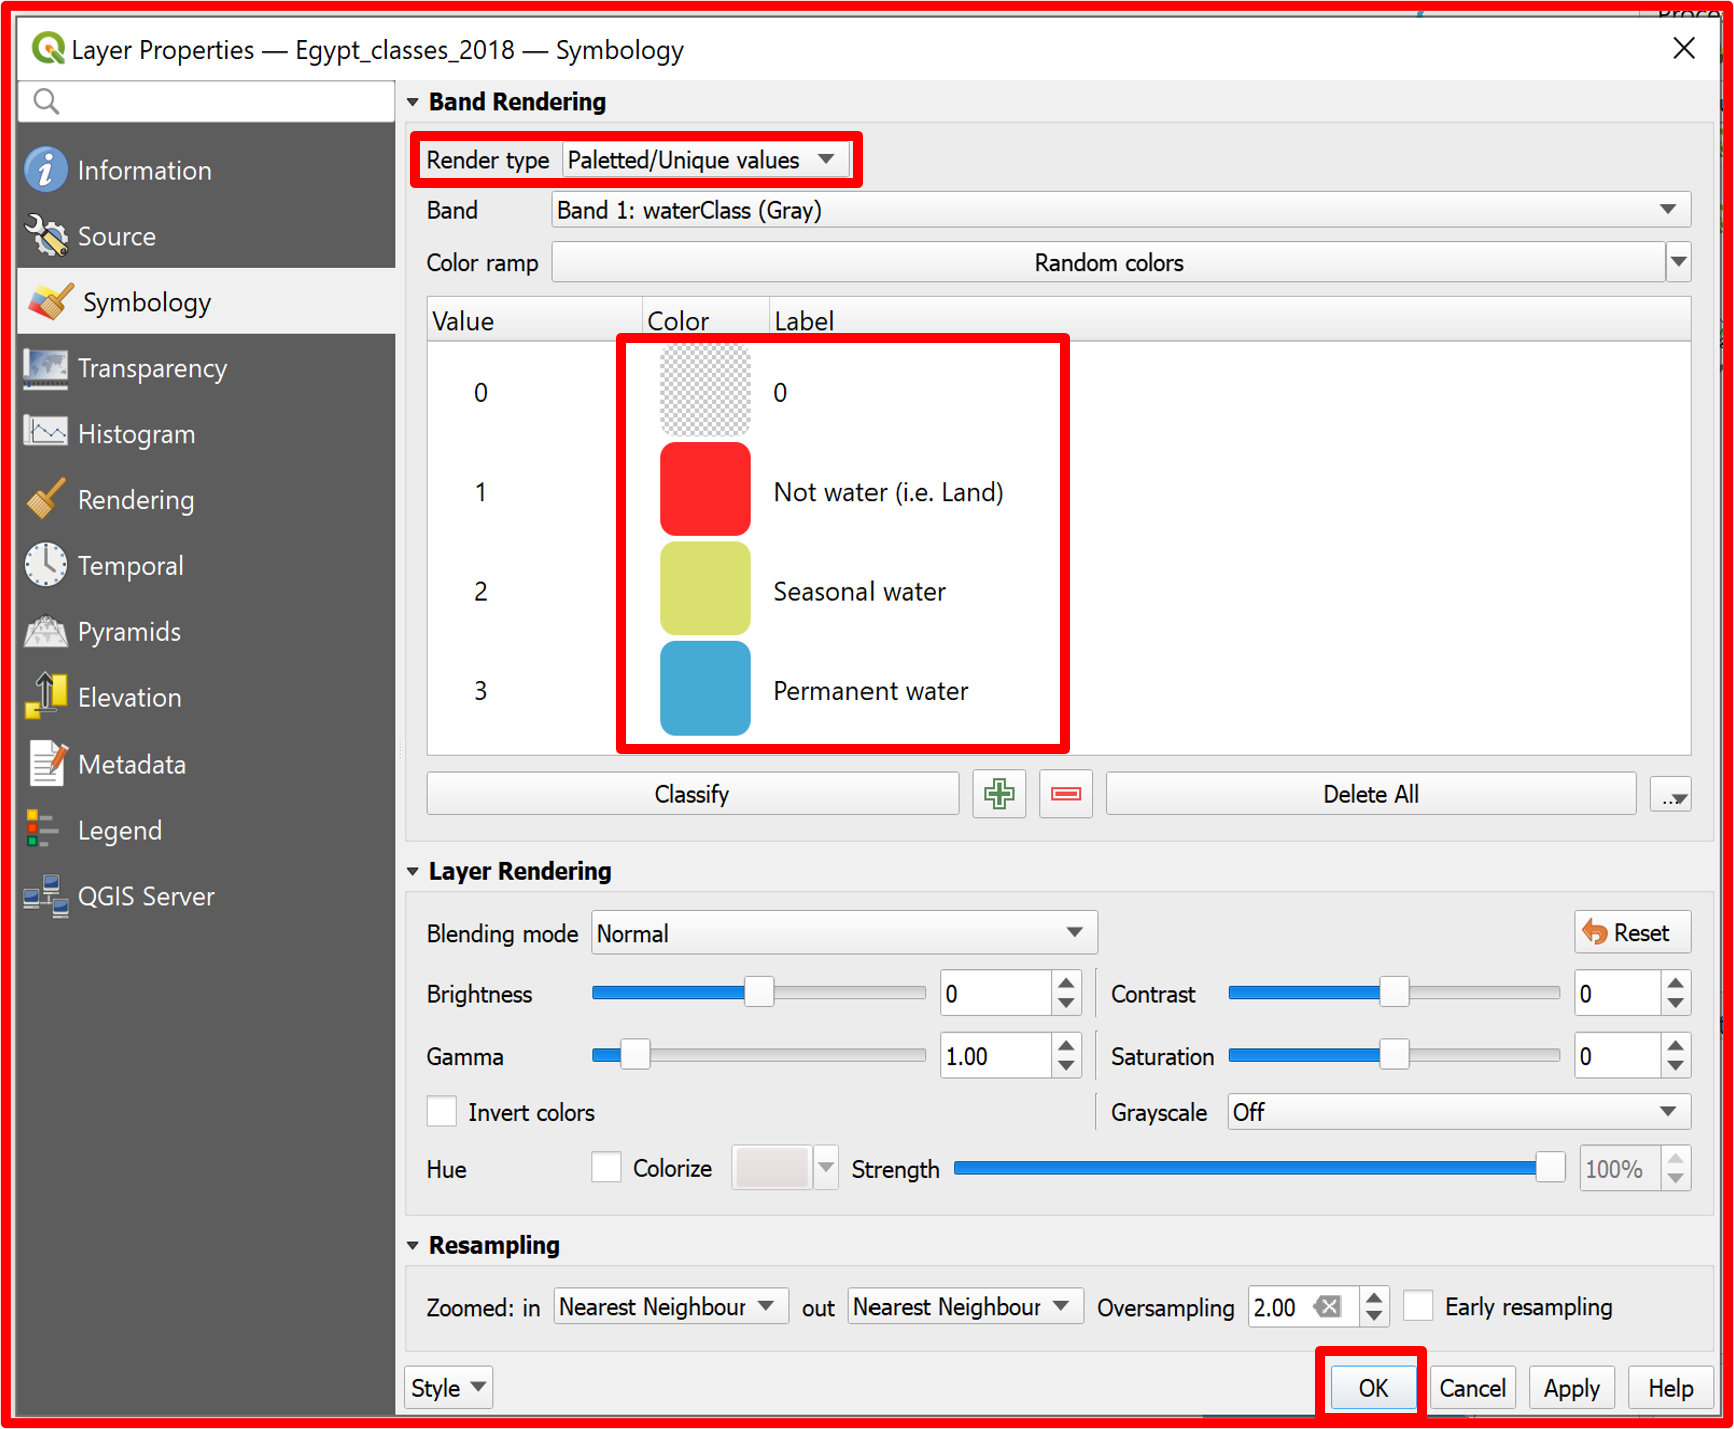 Layer Properties — Egypt_classes_2018 — Symbology
Information
Source
Symbology
Transparency
Histogram
Rendering
Temporal
Pyramids
Elevation
Metadata
Legend
QGIS Server
Band Rendering
Render type Paletted/Unique values
Band Band 1: waterClass (Gray)
Color ramp Random colors
Value Color Label
0 0
1 Not water (i.e. Land)
2 Seasonal water
3 Permanent water
Classify Delete All ...
Layer Rendering
Blending mode Normal Reset
Brightness 0 Contrast 0
Gamma 1.00 Saturation 0
Invert colors Grayscale Off
Hue Colorize Strength 100%
Resampling
Zoomed: in Nearest Neighbour out Nearest Neighbour Oversampling 2.00 Early resampling
Style OK Cancel Apply Help